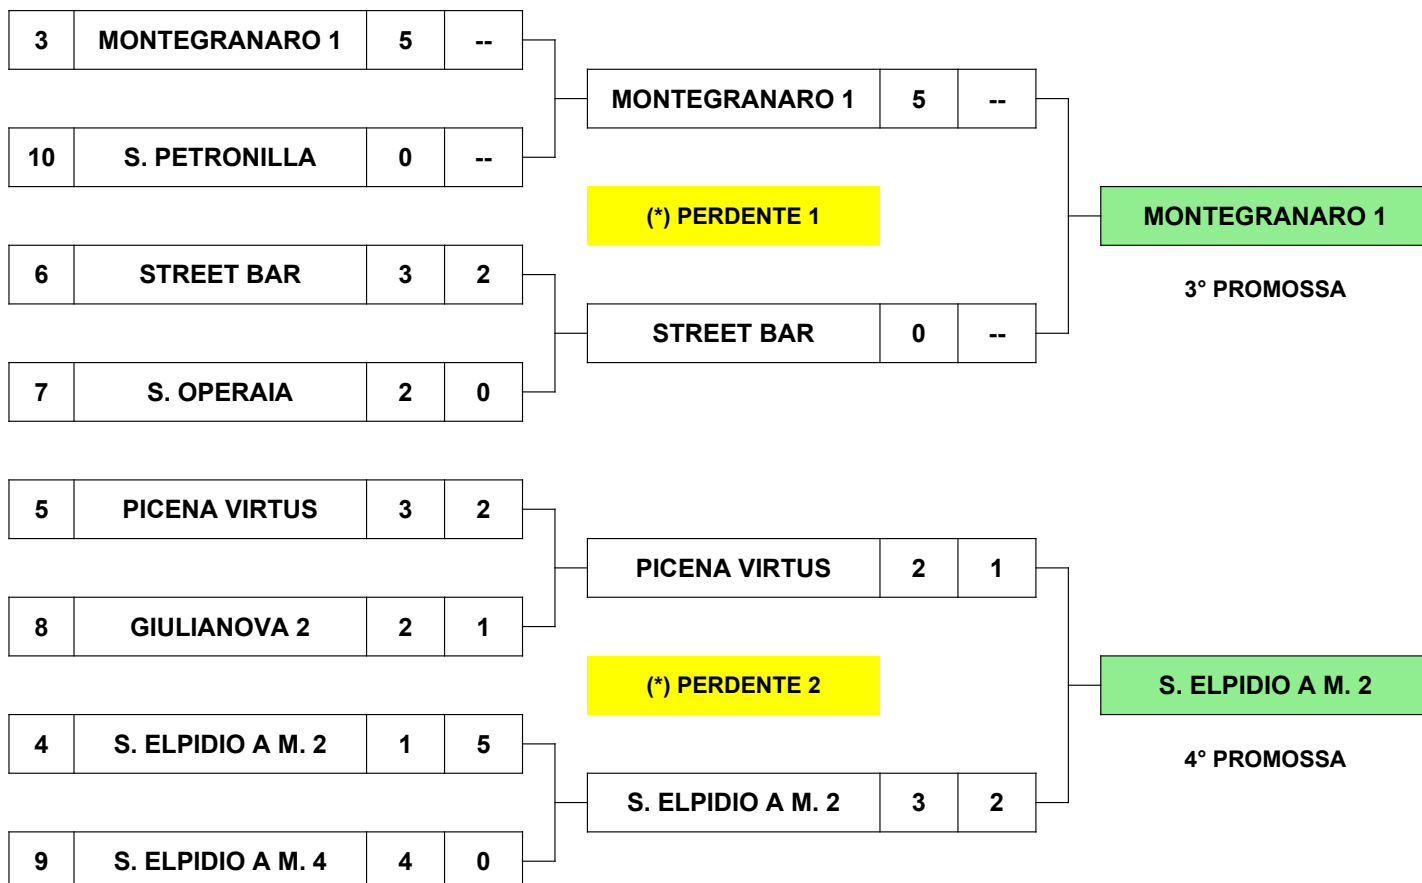 3 MONTEGRANARO 1 5 --
MONTEGRANARO 1 5 --
10 S. PETRONILLA 0 --
(*) PERDENTE 1
MONTEGRANARO 1
6 STREET BAR 3 2
3° PROMOSSA
STREET BAR 0 --
7 S. OPERAIA 2 0
5 PICENA VIRTUS 3 2
PICENA VIRTUS 2 1
8 GIULIANOVA 2 2 1
(*) PERDENTE 2
S. ELPIDIO A M. 2
4 S. ELPIDIO A M. 2 1 5
4° PROMOSSA
S. ELPIDIO A M. 2 3 2
9 S. ELPIDIO A M. 4 4 0